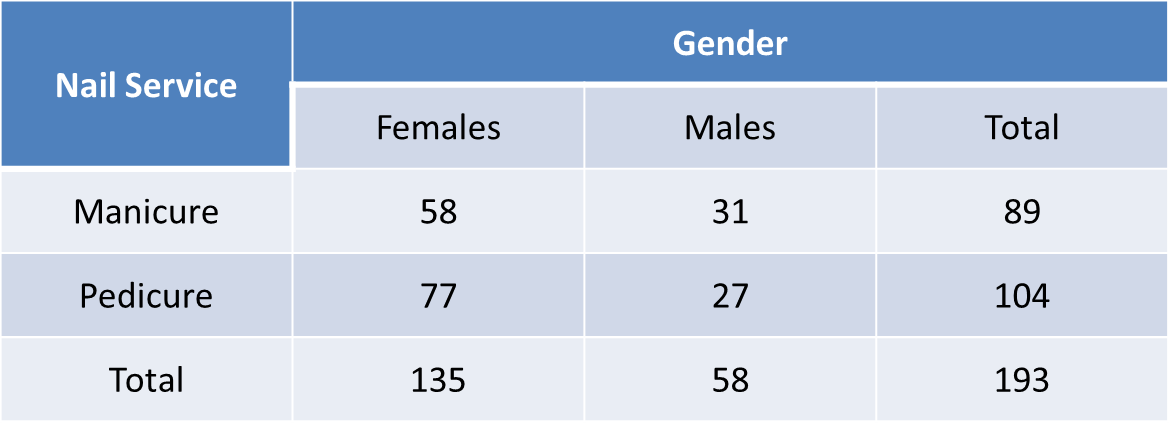 Nail Service
Gender
Females Males Total
Manicure 58 31 89
Pedicure 77 27 104
Total 135 58 193